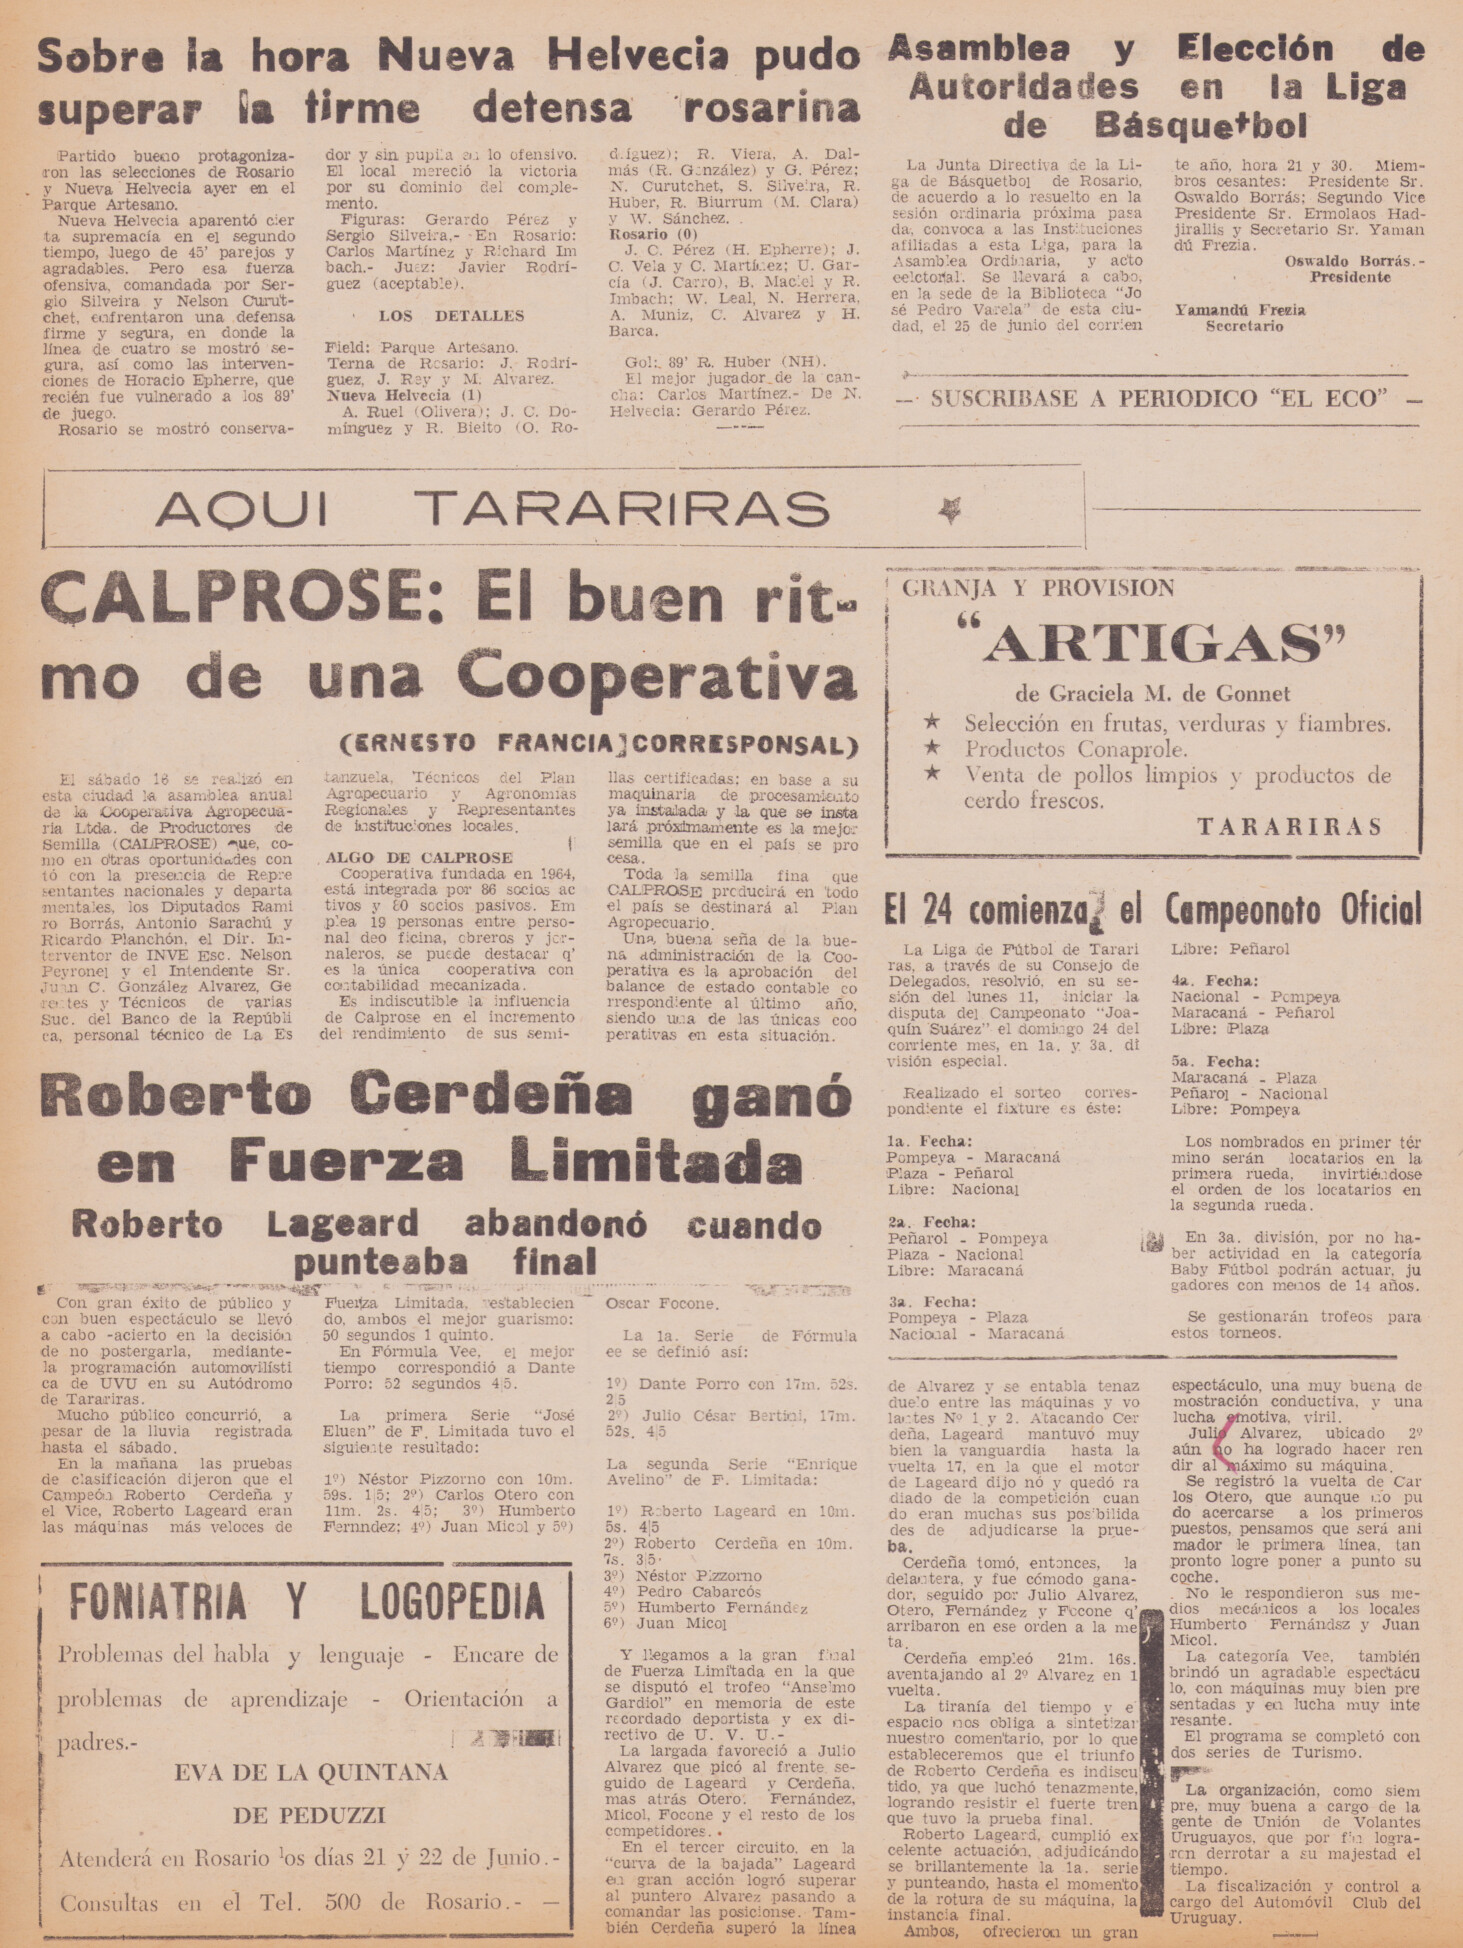 Sobre la hora Nueva Helvecia pudo
superar la firme defensa rosarina
Partido bueno protagoniza-
ron las selecciones de Rosario
y Nueva Helvecia ayer en el
Parque Artesano.
Nueva Helvecia aparentó cier
ta supremacía en el segundo
tiempo, luego de 45' parejos y
agradables. Pero esa fuerza
ofensiva, comandada por Ser-
gio Silveira y Nelson Curut-
chet, enfrentaron una defensa
firme y segura, en donde la
línea de cuatro se mostró se-
gura, así como las interven-
ciones de Horacio Epherre, que
recién fue vulnerado a los 89'
de juego.
Rosario se mostró conserva-
dor y sin pupila en lo ofensivo.
El local mereció la victoria
por su dominio del comple-
mento.
Figuras: Gerardo Pérez y
Sergio Silveira.- En Rosario:
Carlos Martínez y Richard Im
bach.- Juez: Javier Rodrí-
guez (aceptable).
LOS DETALLES
Field: Parque Artesano.
Terna de Rosario: J. Rodrí-
guez, J. Rey y M. Alvarez.
Nueva Helvecia (1)
A. Ruel (Olivera); J. C. Do-
mínguez y R. Bieito (O. Ro-
dríguez); R. Viera, A. Dal-
más (R. González) y G. Pérez;
N. Curutchet, S. Silveira, R.
Huber, R. Biurrum (M. Clara)
y W. Sánchez.
Rosario (0)
J. C. Pérez (H. Epherre); J.
C. Vela y C. Martínez; U. Gar-
cía (J. Carro), B. Maciel y R.
Imbach; W. Leal, N. Herrera,
A. Muniz, C. Alvarez y H.
Barca.
Gol: 89' R. Huber (NH).
El mejor jugador de la can-
cha: Carlos Martínez.- De N.
Helvecia: Gerardo Pérez.
Asamblea y Elección de
Autoridades en la Liga
de Básquetbol
La Junta Directiva de la Li-
ga de Básquetbol de Rosario,
de acuerdo a lo resuelto en la
sesión ordinaria próxima pasa
da, convoca a las Instituciones
afiliadas a esta Liga, para la
Asamblea Ordinaria, y acto
eelctorial. Se llevará a cabo,
en la sede de la Biblioteca "Jo
sé Pedro Varela" de esta ciu-
dad, el 25 de junio del corrien
te año, hora 21 y 30. Miem-
bros cesantes: Presidente Sr.
Oswaldo Borrás; Segundo Vice
Presidente Sr. Ermolaos Had-
jirallis y Secretario Sr. Yaman
dú Frezia.
Oswaldo Borrás.-
Presidente
Yamandú Frezia
Secretario
— SUSCRIBASE A PERIODICO "EL ECO" —
AQUI TARARIRAS
CALPROSE: El buen rit-
mo de una Cooperativa
(ERNESTO FRANCIA] CORRESPONSAL)
El sábado 16 se realizó en
esta ciudad la asamblea anual
de la Cooperativa Agropecua-
ria Ltda. de Productores de
Semilla (CALPROSE) que, co-
mo en otras oportunidades con
tó con la presencia de Repre
sentantes nacionales y departa
mentales, los Diputados Rami
ro Borrás, Antonio Sarachú y
Ricardo Planchón, el Dir. In-
terventor de INVE Esc. Nelson
Peyronel y el Intendente Sr.
Juan C. González Alvarez, Ge
rentes y Técnicos de varias
Suc. del Banco de la Repúbli
ca, personal técnico de La Es
tanzuela, Técnicos del Plan
Agropecuario y Agronomías
Regionales y Representantes
de instituciones locales.
ALGO DE CALPROSE
Cooperativa fundada en 1964,
está integrada por 86 socios ac
tivos y 80 socios pasivos. Em
plea 19 personas entre perso-
nal deo ficina, obreros y jor-
naleros, se puede destacar q'
es la única cooperativa con
contabilidad mecanizada.
Es indiscutible la influencia
de Calprose en el incremento
del rendimiento de sus semi-
llas certificadas; en base a su
maquinaria de procesamiento
ya instalada y la que se insta
lará próximamente es la mejor
semilla que en el país se pro
cesa.
Toda la semilla fina que
CALPROSE producirá en todo
el país se destinará al Plan
Agropecuario.
Una buena seña de la bue-
na administración de la Coo-
perativa es la aprobación del
balance de estado contable co
rrespondiente al último año,
siendo una de las únicas coo
perativas en esta situación.
GRANJA Y PROVISION
"ARTIGAS"
de Graciela M. de Gonnet
★ Selección en frutas, verduras y fiambres.
★ Productos Conaprole.
★ Venta de pollos limpios y productos de
cerdo frescos.
TARARIRAS
El 24 comienza el Campeonato Oficial
La Liga de Fútbol de Tarari
ras, a través de su Consejo de
Delegados, resolvió, en su se-
sión del lunes 11, iniciar la
disputa del Campeonato "Joa-
quín Suárez" el domingo 24 del
corriente mes, en 1a. y 3a. di
visión especial.
Realizado el sorteo corres-
pondiente el fixture es éste:
1a. Fecha:
Pompeya - Maracaná
Plaza - Peñarol
Libre: Nacional
2a. Fecha:
Peñarol - Pompeya
Plaza - Nacional
Libre: Maracaná
3a. Fecha:
Pompeya - Plaza
Nacional - Maracaná
Libre: Peñarol
4a. Fecha:
Nacional - Pompeya
Maracaná - Peñarol
Libre: Plaza
5a. Fecha:
Maracaná - Plaza
Peñarol - Nacional
Libre: Pompeya
Los nombrados en primer tér
mino serán locatarios en la
primera rueda, invirtiéndose
el orden de los locatarios en
la segunda rueda.
En 3a. división, por no ha-
ber actividad en la categoría
Baby Fútbol podrán actuar, ju
gadores con menos de 14 años.
Se gestionarán trofeos para
estos torneos.
Roberto Cerdeña ganó
en Fuerza Limitada
Roberto Lageard abandonó cuando
punteaba final
Con gran éxito de público y
con buen espectáculo se llevó
a cabo -acierto en la decisión
de no postergarla, mediante-
la programación automovilísti
ca de UVU en su Autódromo
de Tarariras.
Mucho público concurrió, a
pesar de la lluvia registrada
hasta el sábado.
En la mañana las pruebas
de clasificación dijeron que el
Campeón Roberto Cerdeña y
el Vice, Roberto Lageard eran
las máquinas más veloces de
Fuerza Limitada, establecien
do, ambos el mejor guarismo:
50 segundos 1 quinto.
En Fórmula Vee, el mejor
tiempo correspondió a Dante
Porro: 52 segundos 4|5.
La primera Serie "José
Eluen" de F. Limitada tuvo el
siguiente resultado:
1º) Néstor Pizzorno con 10m.
59s. 1|5; 2º) Carlos Otero con
11m. 2s. 4|5; 3º) Humberto
Fernndez; 4º) Juan Micol y 5º)
Oscar Focone.
La 1a. Serie de Fórmula
ee se definió así:
1º) Dante Porro con 17m. 52s.
2|5
2º) Julio César Bertini, 17m.
52s. 4|5
La segunda Serie "Enrique
Avelino" de F. Limitada:
1º) Roberto Lageard en 10m.
5s. 4|5
2º) Roberto Cerdeña en 10m.
7s. 3|5
3º) Néstor Pizzorno
4º) Pedro Cabarcós
5º) Humberto Fernández
6º) Juan Micol
Y llegamos a la gran final
de Fuerza Limitada en la que
se disputó el trofeo "Anselmo
Gardiol" en memoria de este
recordado deportista y ex di-
rectivo de U. V. U.-
La largada favoreció a Julio
Alvarez que picó al frente se-
guido de Lageard y Cerdeña,
mas atrás Otero, Fernández,
Micol, Focone y el resto de los
competidores.
En el tercer circuito, en la
"curva de la bajada" Lageard
en gran acción logró superar
al puntero Alvarez pasando a
comandar las posicionse. Tam-
bién Cerdeña superó la línea
de Alvarez y se entabla tenaz
duelo entre las máquinas y vo
lantes Nº 1 y 2. Atacando Cer
deña, Lageard mantuvó muy
bien la vanguardia hasta la
vuelta 17, en la que el motor
de Lageard dijo nó y quedó ra
diado de la competición cuan
do eran muchas sus posibilida
des de adjudicarse la prue-
ba.
Cerdeña tomó, entonces, la
delantera, y fue cómodo gana-
dor, seguido por Julio Alvarez,
Otero, Fernández y Focone q'
arribaron en ese orden a la me
ta.
Cerdeña empleó 21m. 16s.
aventajando al 2º Alvarez en 1
vuelta.
La tiranía del tiempo y e
espacio nos obliga a sintetizar
nuestro comentario, por lo que
estableceremos que el triunfo
de Roberto Cerdeña es indiscu
tido, ya que luchó tenazmente,
logrando resistir el fuerte tren
que tuvo la prueba final.
Roberto Lageard, cumplió ex
celente actuación, adjudicándo
se brillantemente la 1a. serie
y punteando, hasta el momento
de la rotura de su máquina, la
instancia final.
Ambos, ofrecieron un gran
espectáculo, una muy buena de
mostración conductiva, y una
lucha emotiva, viril.
Julio Alvarez, ubicado 2º
aún no ha logrado hacer ren
dir al máximo su máquina.
Se registró la vuelta de Car
los Otero, que aunque no pu
do acercarse a los primeros
puestos, pensamos que será ani
mador le primera línea, tan
pronto logre poner a punto su
coche.
No le respondieron sus me-
dios mecánicos a los locales
Humberto Fernándsz y Juan
Micol.
La categoría Vee, también
brindó un agradable espectácu
lo, con máquinas muy bien pre
sentadas y en lucha muy inte
resante.
El programa se completó con
dos series de Turismo.
La organización, como siem
pre, muy buena a cargo de la
gente de Unión de Volantes
Uruguayos, que por fin logra-
ron derrotar a su majestad el
tiempo.
La fiscalización y control a
cargo del Automóvil Club del
Uruguay.
FONIATRIA Y LOGOPEDIA
Problemas del habla y lenguaje - Encare de
problemas de aprendizaje - Orientación a
padres.-
EVA DE LA QUINTANA
DE PEDUZZI
Atenderá en Rosario los días 21 y 22 de Junio.-
Consultas en el Tel. 500 de Rosario.- —